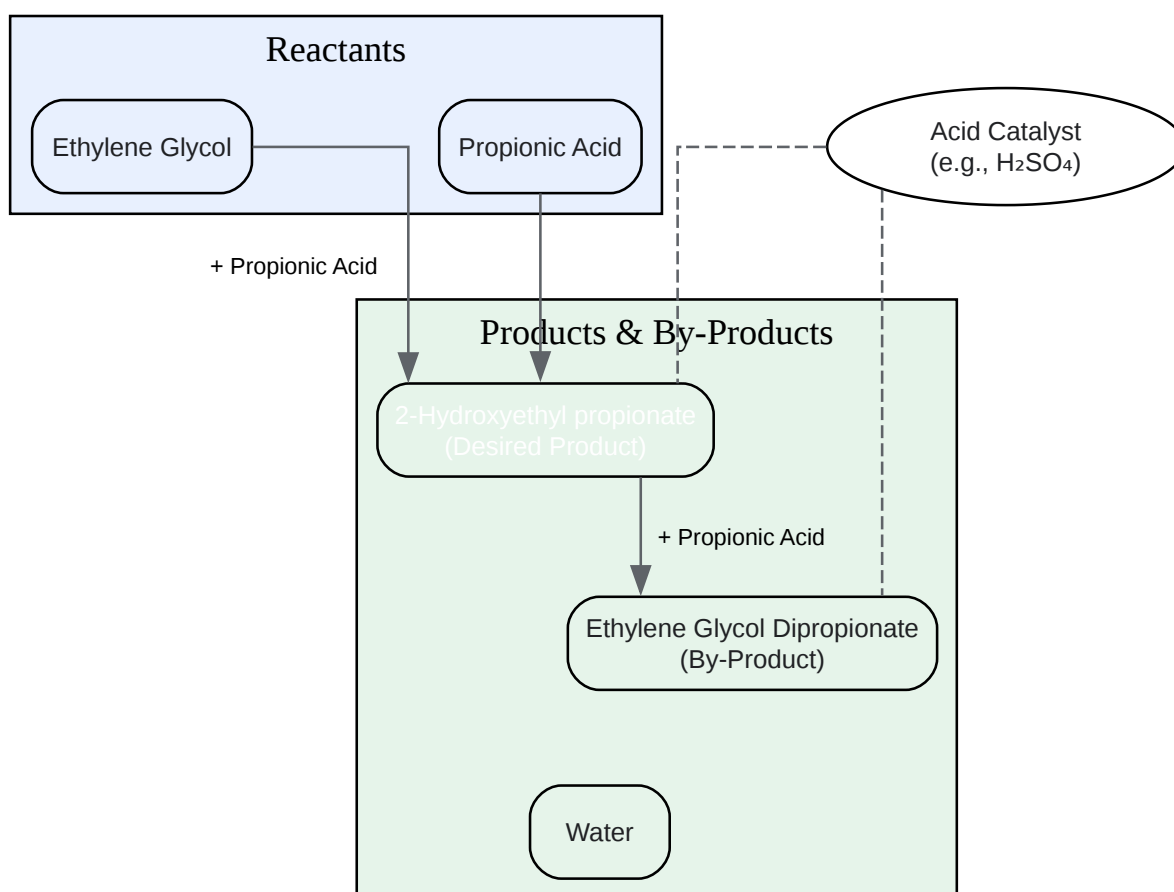 Reactants
Ethylene Glycol
Propionic Acid
Acid Catalyst
(e.g., H₂SO₄)
+ Propionic Acid
Products & By-Products
2-Hydroxyethyl propionate
(Desired Product)
+ Propionic Acid
Ethylene Glycol Dipropionate
(By-Product)
Water